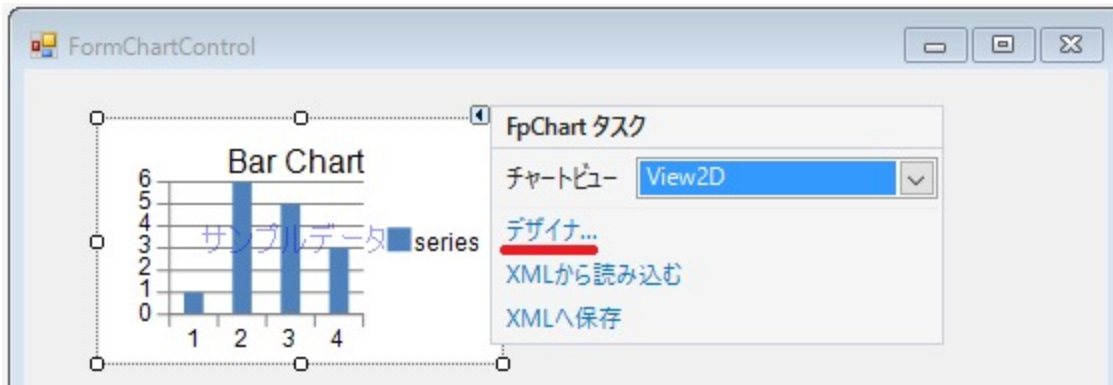 FormChartControl
FpChart タスク
チャートビュー View2D
デザイナ...
XMLから読み込む
XMLへ保存
Bar Chart
6
5
4
3
2
1
0
サンプルデータ
series
1 2 3 4